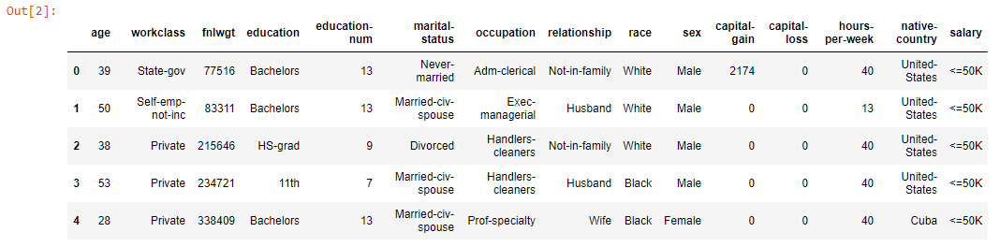 Out[2]:
age workclass fnlwgt education education-num marital-status occupation relationship race sex capital-gain capital-loss hours-per-week native-country salary
0 39 State-gov 77516 Bachelors 13 Never-married Adm-clerical Not-in-family White Male 2174 0 40 United-States <=50K
1 50 Self-emp-not-inc 83311 Bachelors 13 Married-civ-spouse Exec-managerial Husband White Male 0 0 13 United-States <=50K
2 38 Private 215646 HS-grad 9 Divorced Handlers-cleaners Not-in-family White Male 0 0 40 United-States <=50K
3 53 Private 234721 11th 7 Married-civ-spouse Handlers-cleaners Husband Black Male 0 0 40 United-States <=50K
4 28 Private 338409 Bachelors 13 Married-civ-spouse Prof-specialty Wife Black Female 0 0 40 Cuba <=50K